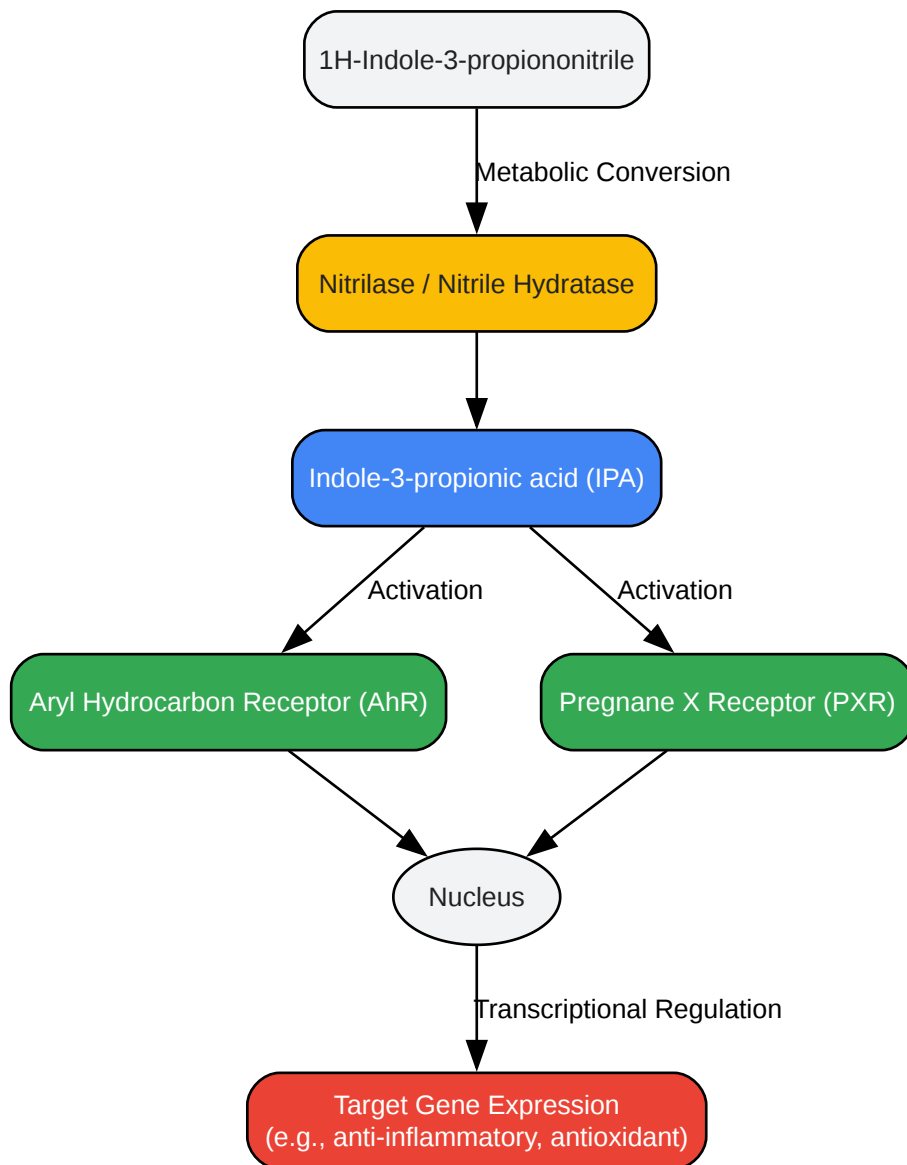 1H-Indole-3-propiononitrile
Metabolic Conversion
Nitrilase / Nitrile Hydratase
Indole-3-propionic acid (IPA)
Activation
Activation
Aryl Hydrocarbon Receptor (AhR)
Pregnane X Receptor (PXR)
Nucleus
Transcriptional Regulation
Target Gene Expression
(e.g., anti-inflammatory, antioxidant)